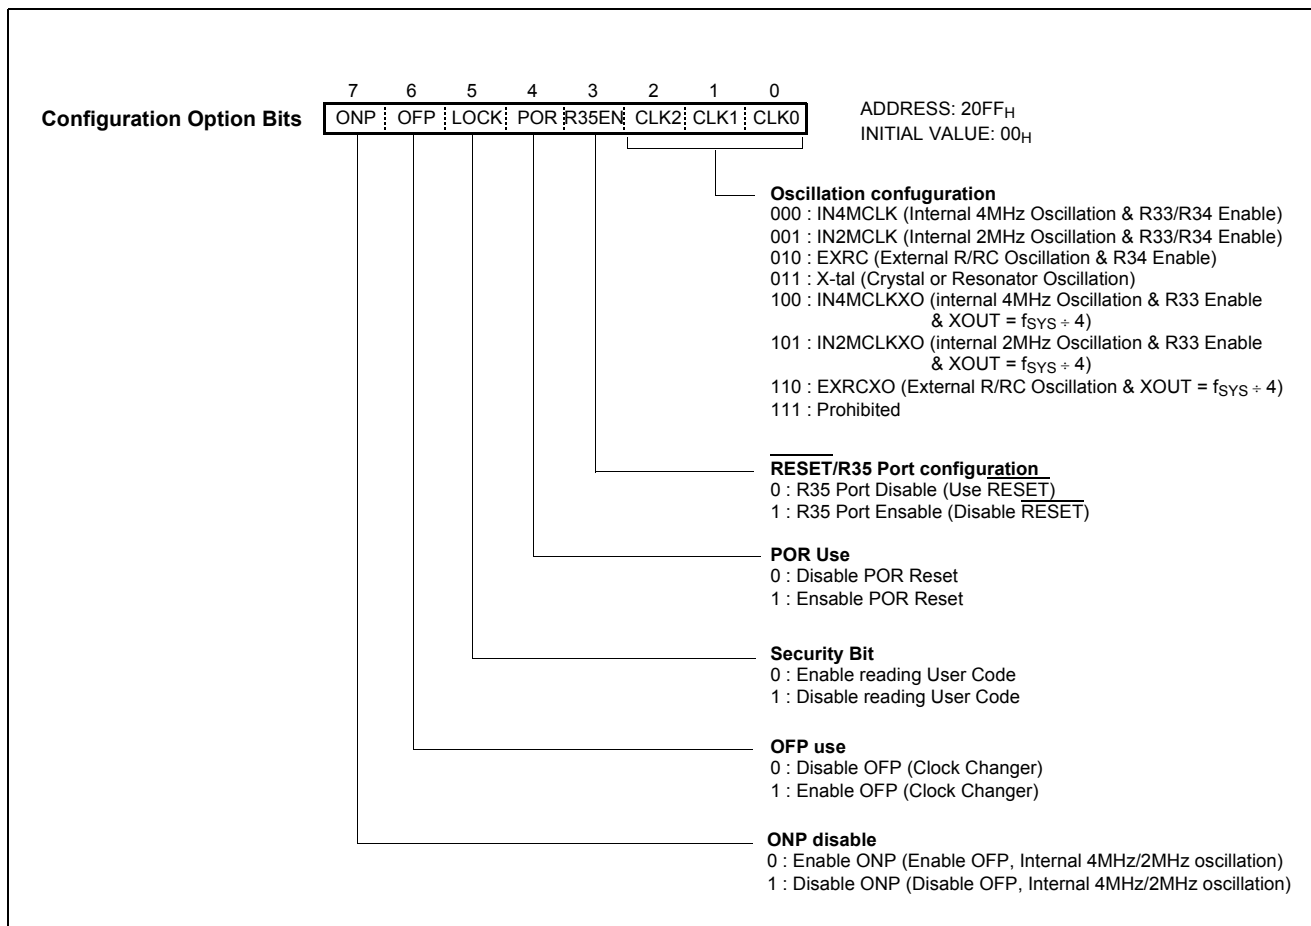 7 6 5 4 3 2 1 0
Configuration Option Bits ONP OFP LOCK POR R35EN CLK2 CLK1 CLK0
ADDRESS: 20FFH
INITIAL VALUE: 00H
Oscillation confuguration
000 : IN4MCLK (Internal 4MHz Oscillation & R33/R34 Enable)
001 : IN2MCLK (Internal 2MHz Oscillation & R33/R34 Enable)
010 : EXRC (External R/RC Oscillation & R34 Enable)
011 : X-tal (Crystal or Resonator Oscillation)
100 : IN4MCLKXO (internal 4MHz Oscillation & R33 Enable
& XOUT = fSYS ÷ 4)
101 : IN2MCLKXO (internal 2MHz Oscillation & R33 Enable
& XOUT = fSYS ÷ 4)
110 : EXRCXO (External R/RC Oscillation & XOUT = fSYS ÷ 4)
111 : Prohibited
RESET/R35 Port configuration
0 : R35 Port Disable (Use RESET)
1 : R35 Port Ensable (Disable RESET)
POR Use
0 : Disable POR Reset
1 : Ensable POR Reset
Security Bit
0 : Enable reading User Code
1 : Disable reading User Code
OFP use
0 : Disable OFP (Clock Changer)
1 : Enable OFP (Clock Changer)
ONP disable
0 : Enable ONP (Enable OFP, Internal 4MHz/2MHz oscillation)
1 : Disable ONP (Disable OFP, Internal 4MHz/2MHz oscillation)